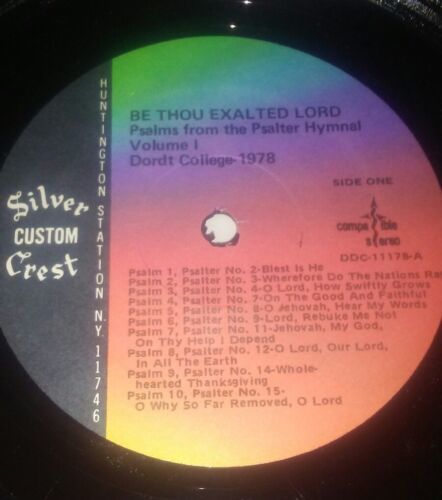 HUNTINGTON STATION N.Y. 11746
Silver
CUSTOM
Crest
BE THOU EXALTED LORD
Psalms from the Psalter Hymnal
Volume I
Dordt College-1978
SIDE ONE
compatible
stereo
DDC-11178-A
Psalm 1, Psalter No. 2-Blest is He
Psalm 2, Psalter No. 3-Wherefore Do The Nations
Psalm 3, Psalter No. 4-O Lord, How Swiftly Grows
Psalm 4, Psalter No. 7-On The Good And Faithful
Psalm 5, Psalter No. 8-O Jehovah, Hear My Words
Psalm 6, Psalter No. 9-Lord, Rebuke Me Not
Psalm 7, Psalter No. 11-Jehovah, My God,
On Thy Help I Depend
Psalm 8, Psalter No. 12-O Lord, Our Lord,
In All The Earth
Psalm 9, Psalter No. 14-Whole-
hearted Thanksgiving
Psalm 10, Psalter No. 15-
O Why So Far Removed, O Lord